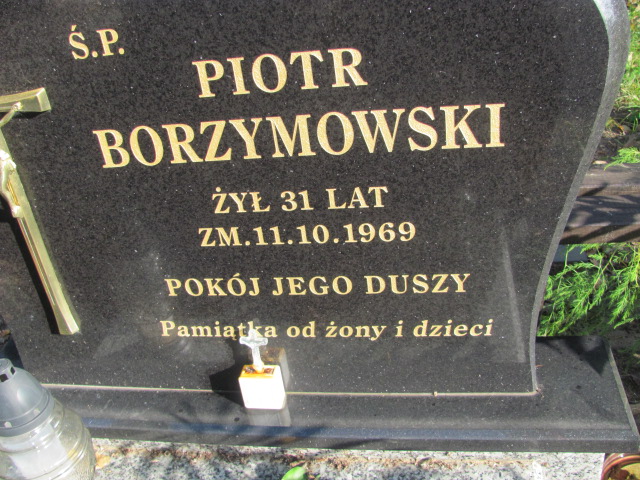 Ś.P.
PIOTR
BORZYMOWSKI
ŻYŁ 31 LAT
ZM.11.10.1969
POKÓJ JEGO DUSZY
Pamiątka od żony i dzieci